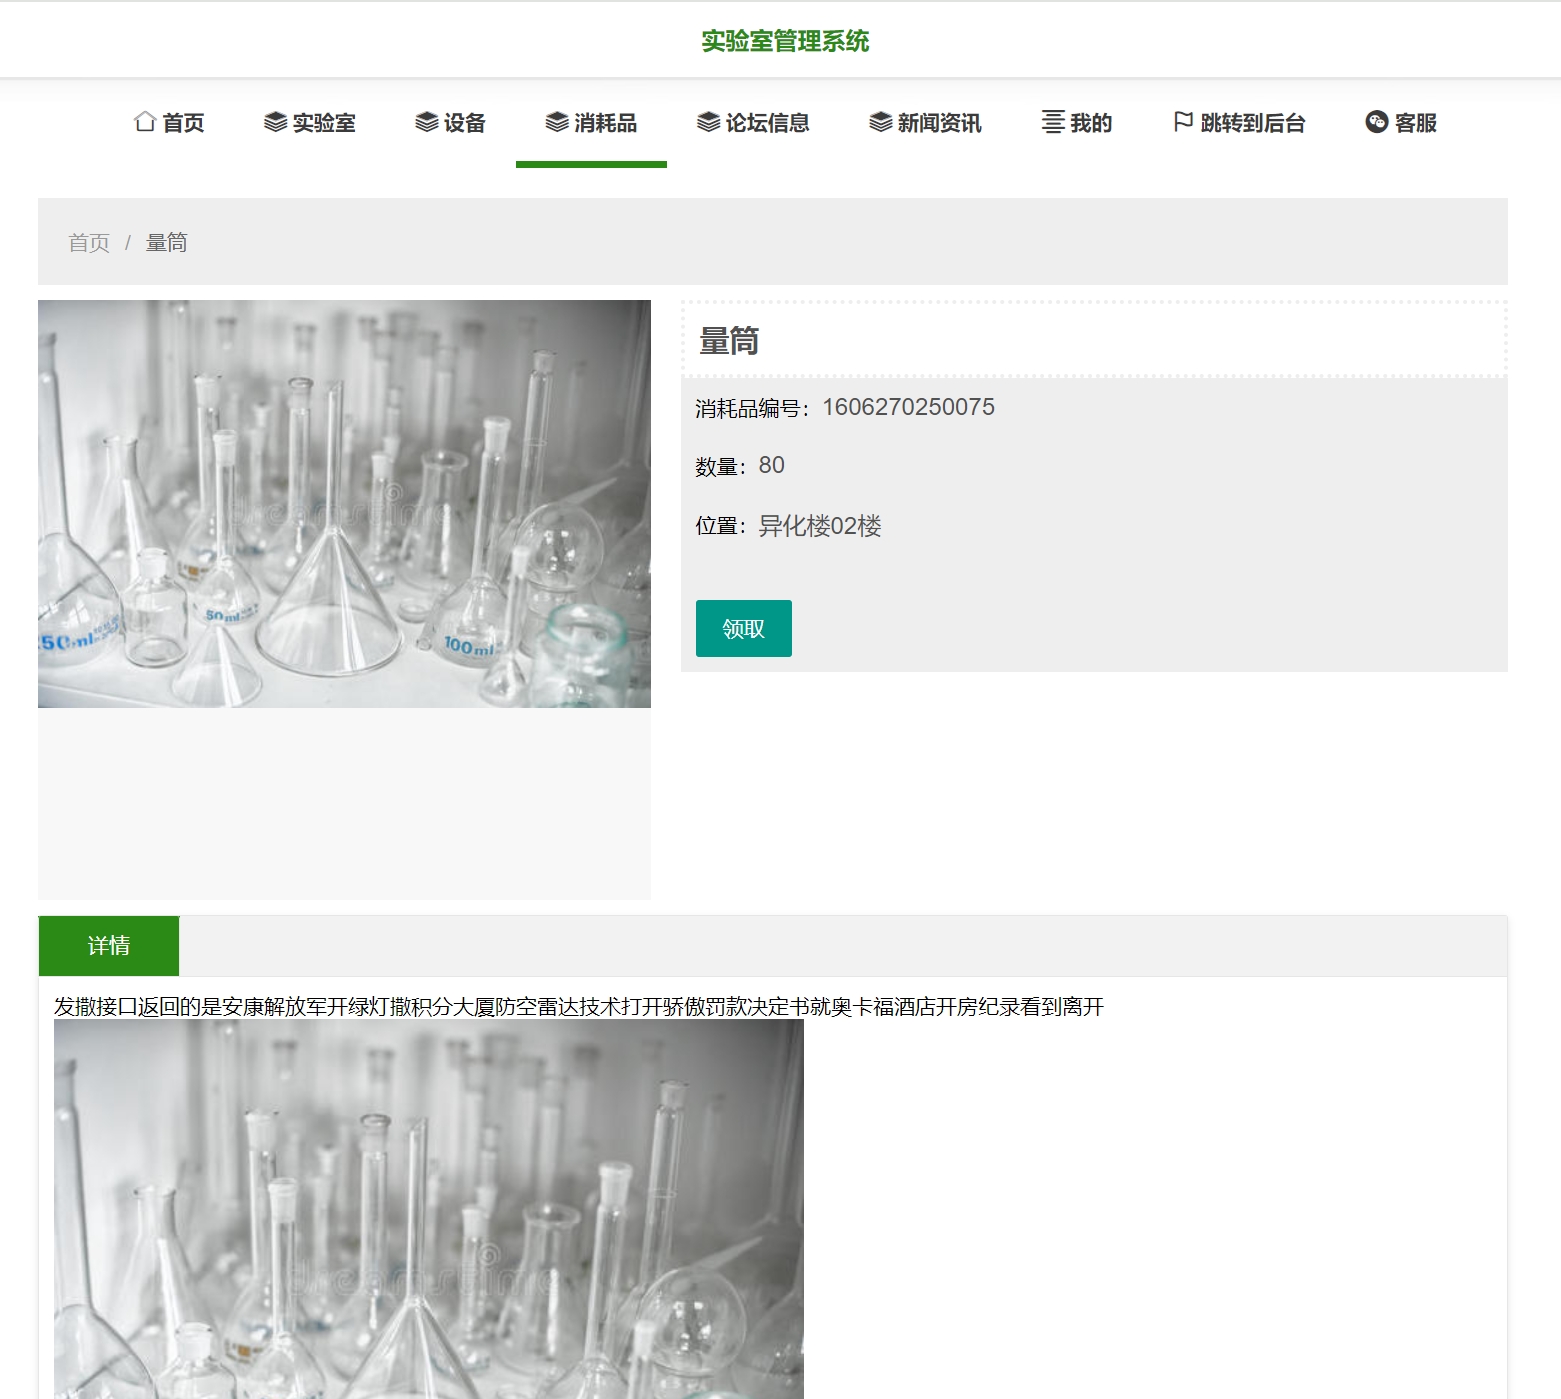 实验室管理系统
首页 实验室 设备 消耗品 论坛信息 新闻资讯 我的 跳转到后台 客服
首页 / 量筒
量筒
消耗品编号：1606270250075
数量：80
位置：异化楼02楼
领取
dreamstime
50ml
250ml
100ml
详情
发撒接口返回的是安康解放军开绿灯撒积分大厦防空雷达技术打开骄傲罚款决定书就奥卡福酒店开房纪录看到离开
dreamstime